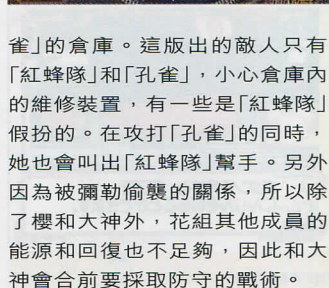 雀」的倉庫。這版出的敵人只有
「紅蜂隊」和「孔雀」，小心倉庫內
的維修裝置，有一些是「紅蜂隊」
假扮的。在攻打「孔雀」的同時，
她也會叫出「紅蜂隊」幫手。另外
因為被彌勒偷襲的關係，所以除
了櫻和大神外，花組其他成員的
能源和回復也不足夠，因此和大
神會合前要採取防守的戰術。